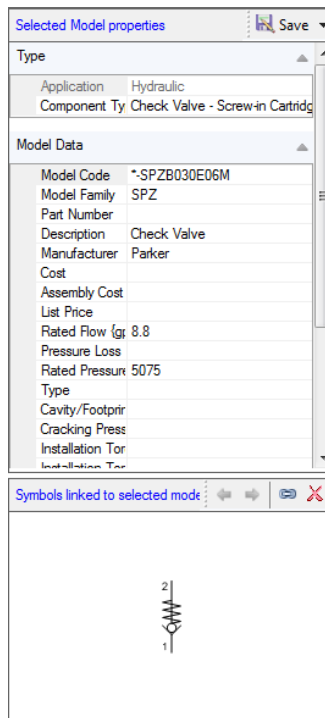 Selected Model properties Save
Type
Application Hydraulic
Component Ty Check Valve - Screw-in Cartridg
Model Data
Model Code *-SPZB030E06M
Model Family SPZ
Part Number
Description Check Valve
Manufacturer Parker
Cost
Assembly Cost
List Price
Rated Flow {gp 8.8
Pressure Loss
Rated Pressure 5075
Type
Cavity/Footprin
Cracking Press
Installation Tor
Installation Tor
Symbols linked to selected mode
2
1